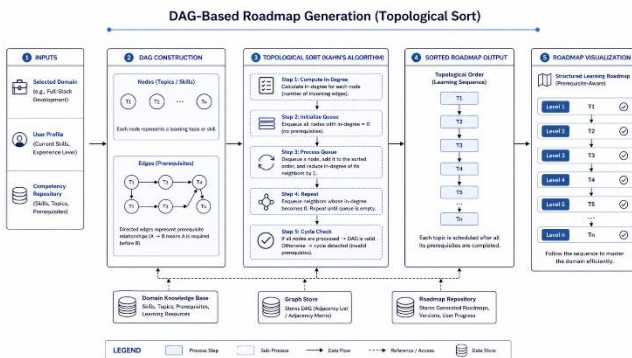 DAG-Based Roadmap Generation (Topological Sort)
1 INPUTS
Selected Domain
(e.g., Full-Stack
Development)
User Profile
(Current Skills,
Experience Level)
Competency
Repository
(Skills, Topics,
Prerequisites)
2 DAG CONSTRUCTION
Nodes (Topics / Skills)
T1 T2 ... Tn
Each node represents a learning topic or skill.
Edges (Prerequisites)
Directed edges represent prerequisite
relationships (A → B means A is required
before B)
3 TOPOLOGICAL SORT (KAHN'S ALGORITHM)
Step 1: Compute In-Degree
Calculate in-degree for each node
(number of incoming edges).
Step 2: Initialize Queue
Enqueue all nodes with in-degree = 0
(no prerequisites).
Step 3: Process Queue
Dequeue a node, add it to the sorted
order, and reduce in-degree of its
neighbors by 1.
Step 4: Repeat
Enqueue neighbors whose in-degree
becomes 0. Repeat until queue is empty.
Step 5: Cycle Check
If all nodes are processed → DAG is valid.
Otherwise → cycle detected (invalid
prerequisites).
4 SORTED ROADMAP OUTPUT
Topological Order
(Learning Sequence)
T1
T2
T3
T4
T5
...
Tn
Each topic is scheduled after all
its prerequisites are completed.
5 ROADMAP VISUALIZATION
Structured Learning Roadmap
(Prerequisite-Aware)
Level 1 T1
Level 2 T2
Level 3 T3
Level 4 T4
Level 5 T5
...
Level n Tn
Follow the sequence to master
the domain efficiently.
Domain Knowledge Base
Skills, Topics, Prerequisites,
Learning Resources
Graph Store
Stores DAG (Adjacency List
/ Adjacency Matrix)
Roadmap Repository
Stores Generated Roadmaps,
Versions, User Progress
LEGEND Process Step Sub-Process Data Flow Reference / Access Data Store